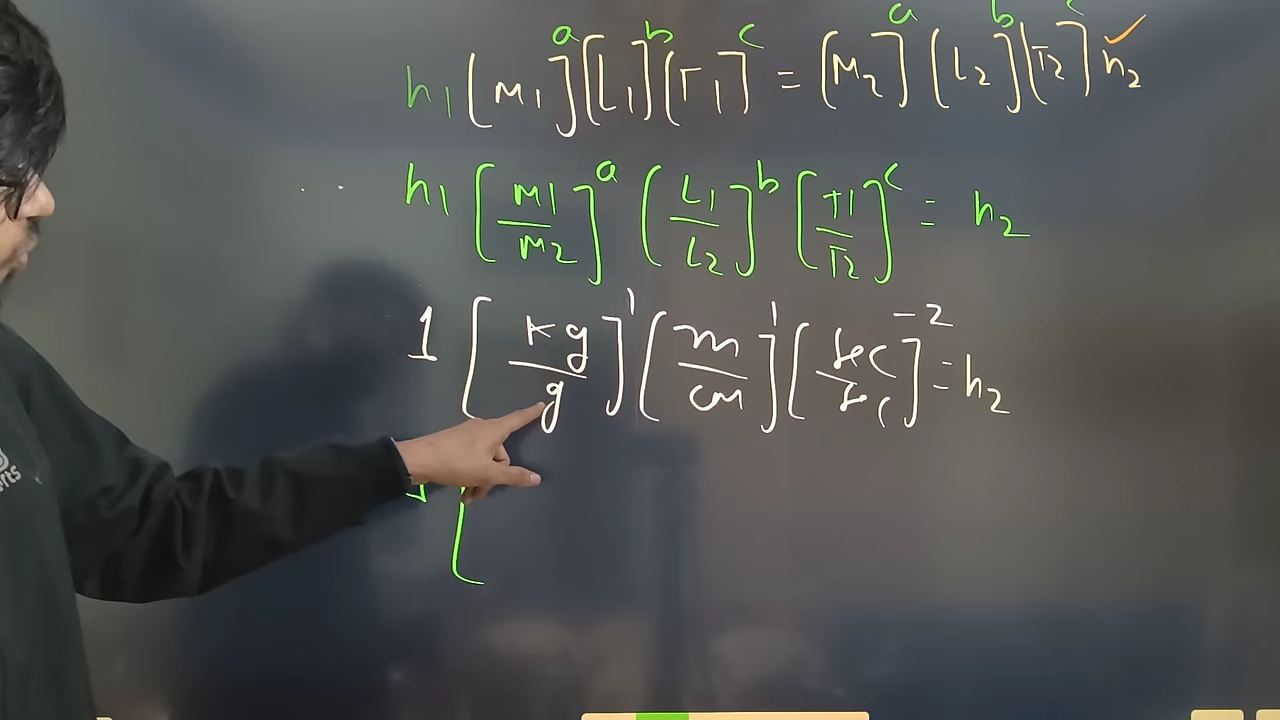 n₁ [M₁]ᵃ [L₁]ᵇ [T₁]ᶜ = [M₂]ᵃ [L₂]ᵇ [T₂]ᶜ n₂
n₁ [M1/M2]ᵃ [L1/L2]ᵇ [T1/T2]ᶜ = n₂
1 [kg/g]¹ [m/cm]¹ [sec/sec]⁻² = n₂
[